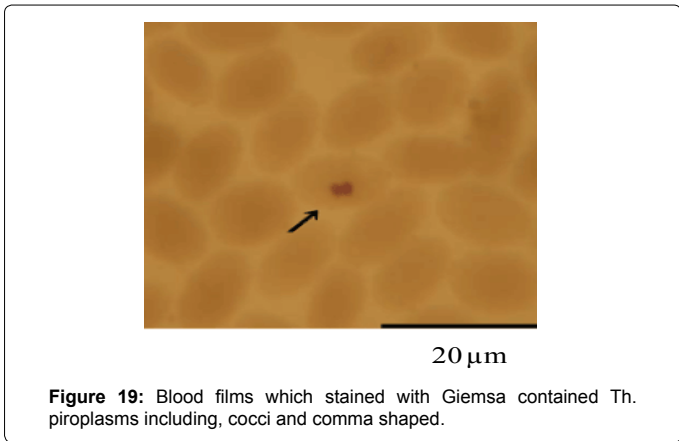 20 µm
Figure 19: Blood films which stained with Giemsa contained Th.
piroplasms including, cocci and comma shaped.